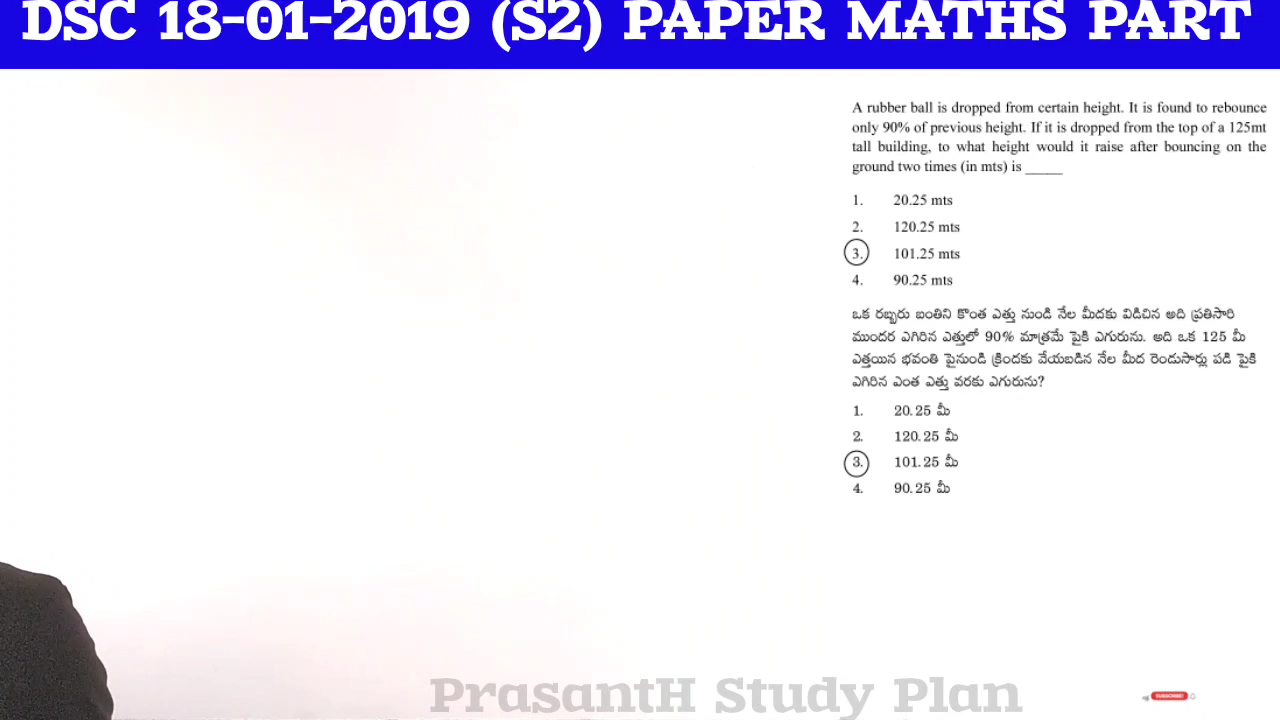 DSC 18-01-2019 (S2) PAPER MATHS PART
A rubber ball is dropped from certain height. It is found to rebounce
only 90% of previous height. If it is dropped from the top of a 125mt
tall building, to what height would it raise after bouncing on the
ground two times (in mts) is _____
1. 20.25 mts
2. 120.25 mts
3. 101.25 mts
4. 90.25 mts
ఒక రబ్బరు బంతిని కొంత ఎత్తు నుండి నేల మీదకు విడిచిన అది ప్రతిసారి
ముందర ఎగిరిన ఎత్తులో 90% మాత్రమే పైకి ఎగురును. అది ఒక 125 మీ
ఎత్తయిన భవంతి పైనుండి క్రిందకు వేయబడిన నేల మీద రెండుసార్లు పడి పైకి
ఎగిరిన ఎంత ఎత్తు వరకు ఎగురును?
1. 20.25 మీ
2. 120.25 మీ
3. 101.25 మీ
4. 90.25 మీ
PrasantH Study Plan
SUBSCRIBE